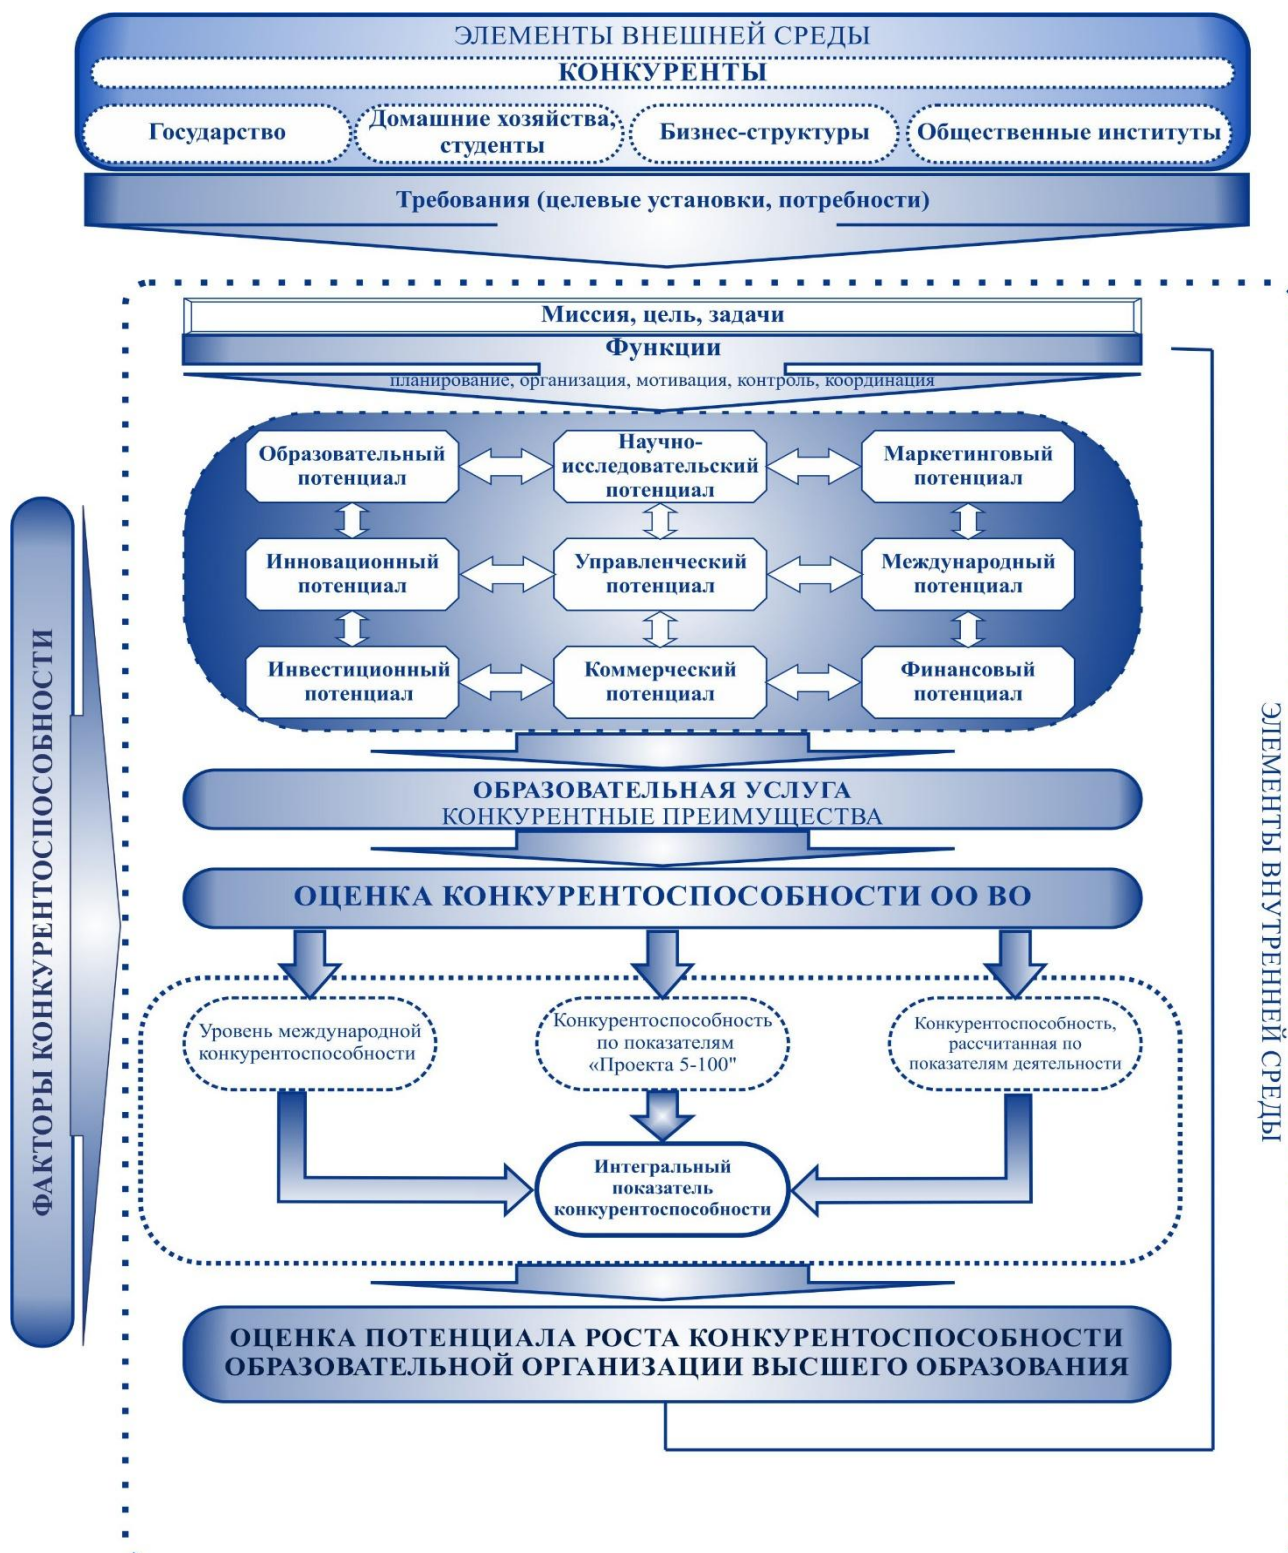 ЭЛЕМЕНТЫ ВНЕШНЕЙ СРЕДЫ
КОНКУРЕНТЫ
Государство
Домашние хозяйства,
студенты
Бизнес-структуры
Общественные институты
Требования (целевые установки, потребности)
Миссия, цель, задачи
Функции
планирование, организация, мотивация, контроль, координация
Образовательный
потенциал
Научно-
исследовательский
потенциал
Маркетинговый
потенциал
Инновационный
потенциал
Управленческий
потенциал
Международный
потенциал
Инвестиционный
потенциал
Коммерческий
потенциал
Финансовый
потенциал
ОБРАЗОВАТЕЛЬНАЯ УСЛУГА
КОНКУРЕНТНЫЕ ПРЕИМУЩЕСТВА
ОЦЕНКА КОНКУРЕНТОСПОСОБНОСТИ ОО ВО
Уровень международной
конкурентоспособности
Конкурентоспособность
по показателям
«Проекта 5-100"
Конкурентоспособность,
рассчитанная по
показателям деятельности
Интегральный
показатель
конкурентоспособности
ОЦЕНКА ПОТЕНЦИАЛА РОСТА КОНКУРЕНТОСПОСОБНОСТИ
ОБРАЗОВАТЕЛЬНОЙ ОРГАНИЗАЦИИ ВЫСШЕГО ОБРАЗОВАНИЯ
ФАКТОРЫ КОНКУРЕНТОСПОСОБНОСТИ
ЭЛЕМЕНТЫ ВНУТРЕННЕЙ СРЕДЫ